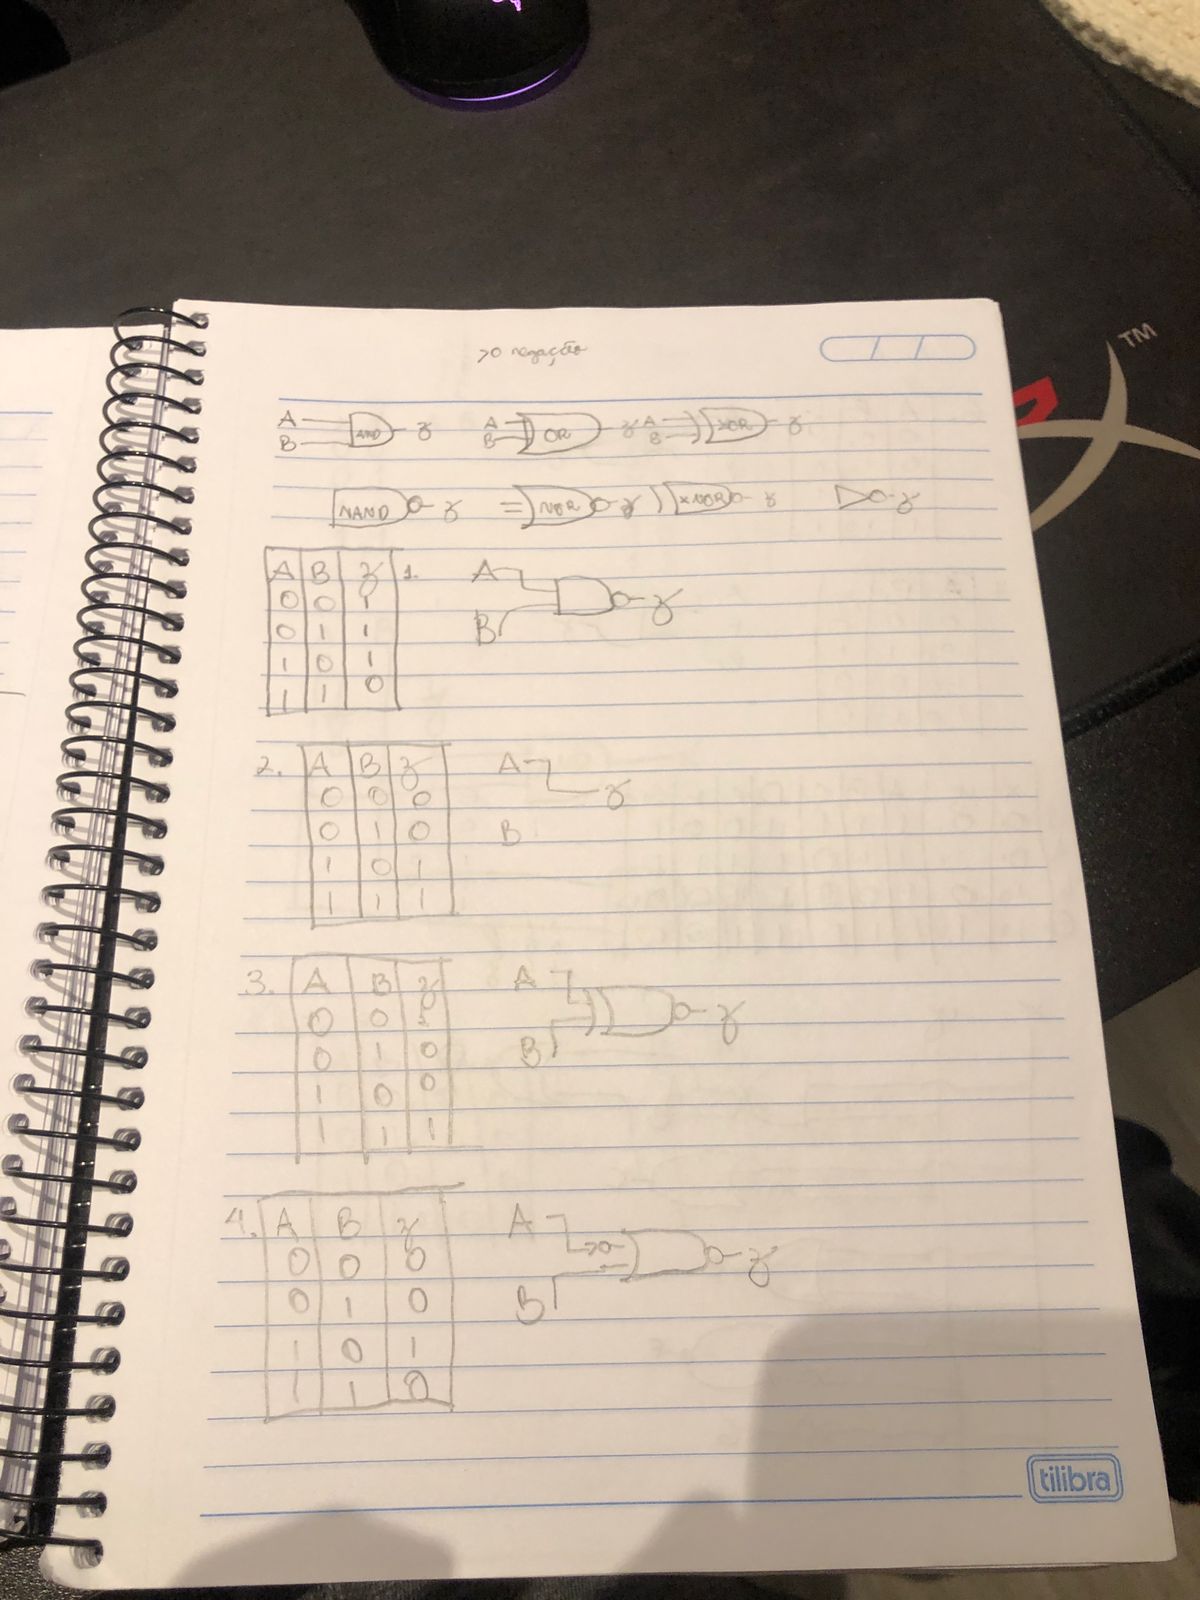 >o negação
A
B AND z A
B OR z A
B XOR z
NAND z NOR z XNOR z z
A B z 1. A
0 0 1 z
0 1 1 B
1 0 1
1 1 0
2. A B z A
0 0 0 z
0 1 0 B
1 0 1
1 1 1
3. A B z A
0 0 1 z
0 1 0 B
1 0 0
1 1 1
4. A B z A
0 0 0 z
0 1 0 B
1 0 1
1 1 0
tilibra
TM